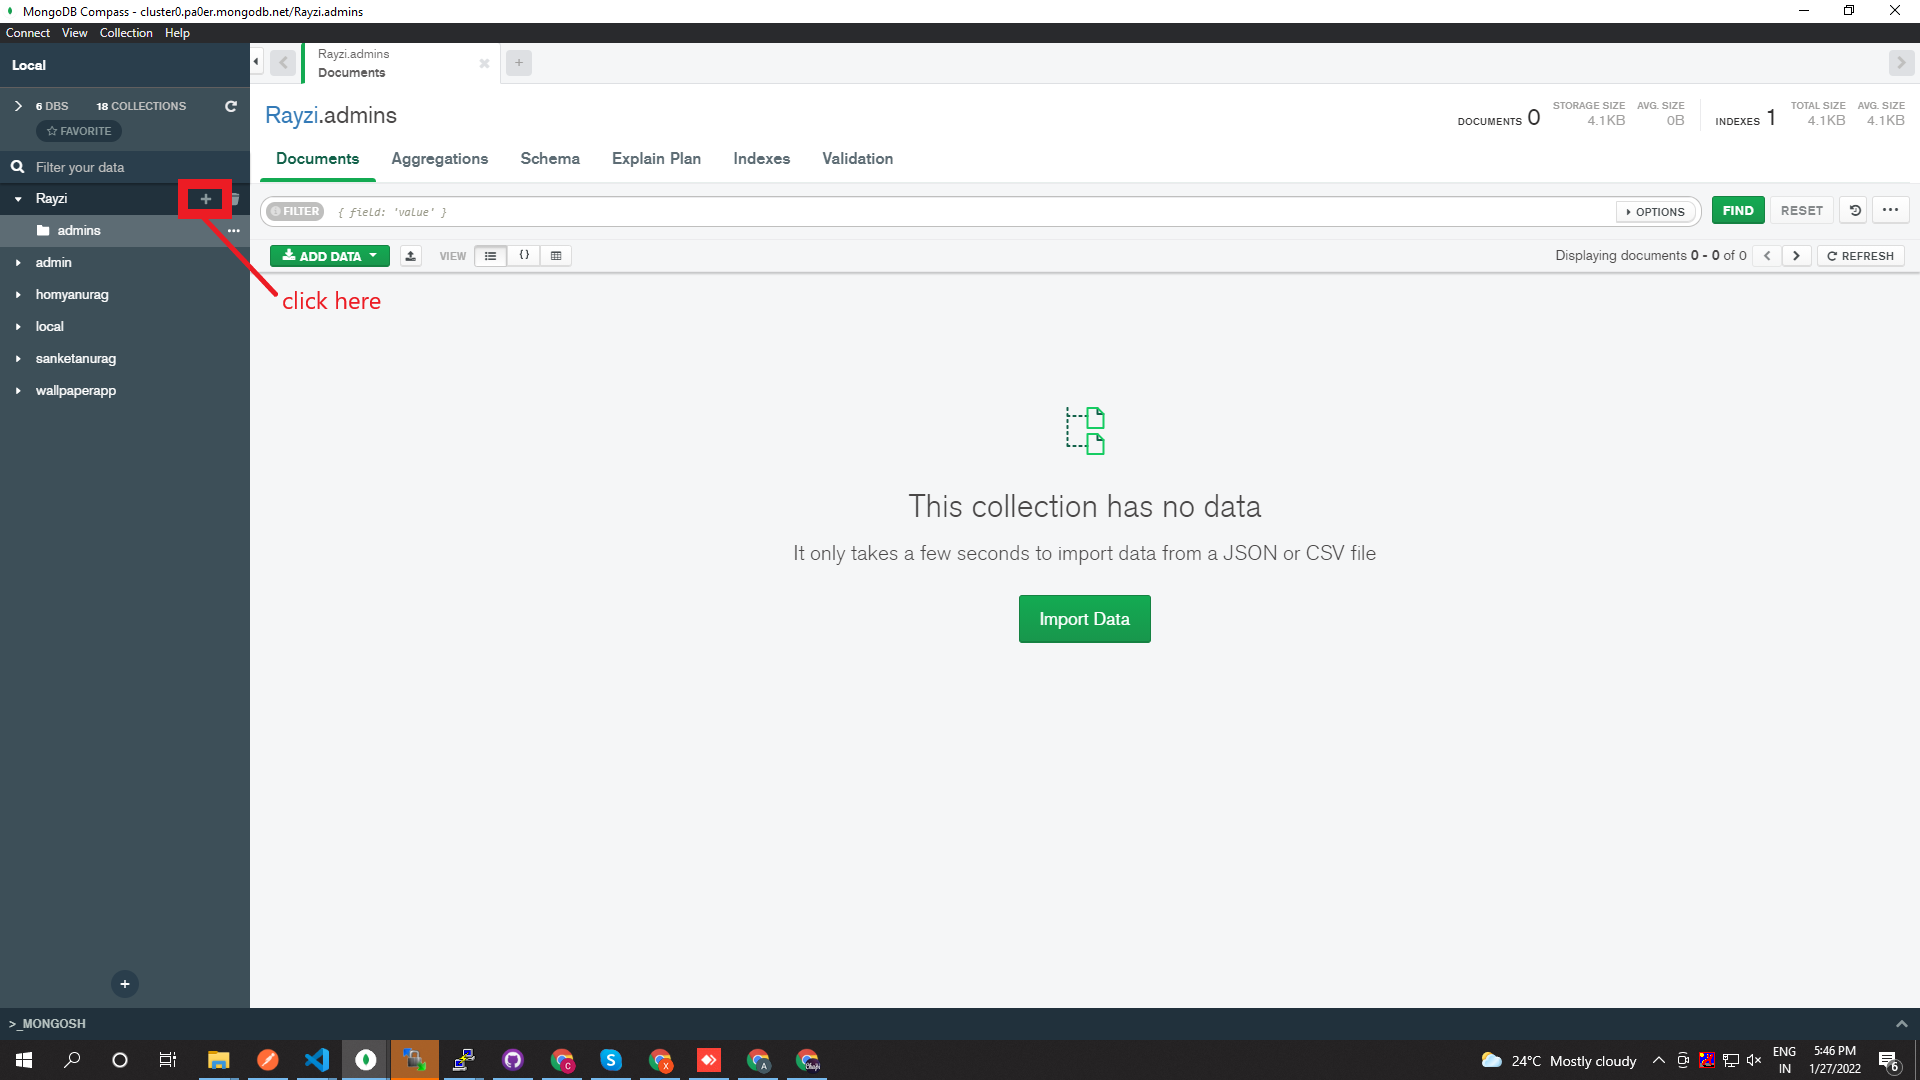 MongoDB Compass - cluster0.pa0er.mongodb.net/Rayzi.admins
Connect View Collection Help
Local
6 DBS 18 COLLECTIONS
FAVORITE
Filter your data
Rayzi
admins
admin
homyanurag
local
sanketanurag
wallpaperapp
Rayzi.admins
Documents
Rayzi.admins
DOCUMENTS 0 STORAGE SIZE 4.1KB AVG. SIZE 0B INDEXES 1 TOTAL SIZE 4.1KB AVG. SIZE 4.1KB
Documents Aggregations Schema Explain Plan Indexes Validation
FILTER { field: 'value' } OPTIONS FIND RESET
ADD DATA VIEW { } Displaying documents 0 - 0 of 0 REFRESH
click here
This collection has no data
It only takes a few seconds to import data from a JSON or CSV file
Import Data
>_MONGOSH
24°C Mostly cloudy
ENG
IN
5:46 PM
1/27/2022
6